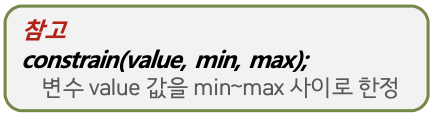 참고
constrain(value, min, max);
변수 value 값을 min~max 사이로 한정